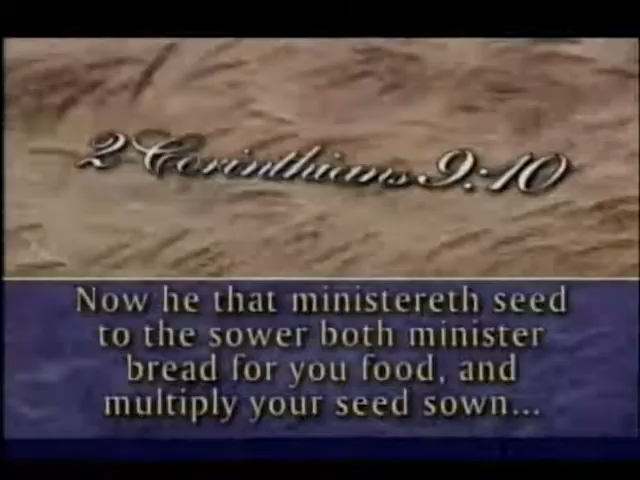 2 Corinthians 9:10
Now he that ministereth seed
to the sower both minister
bread for you food, and
multiply your seed sown...